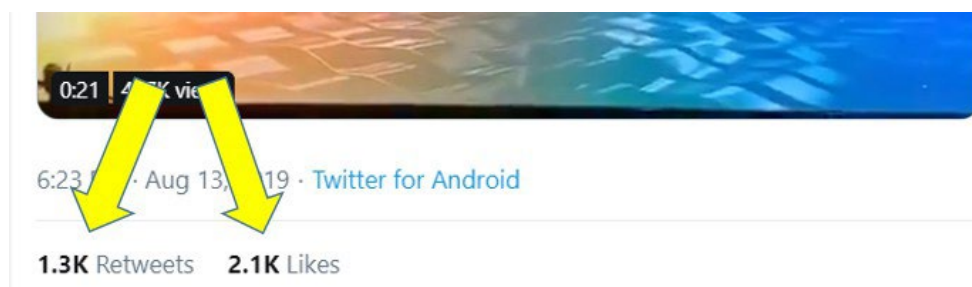 0:21
6:23 · Aug 13, · Twitter for Android
1.3K Retweets 2.1K Likes